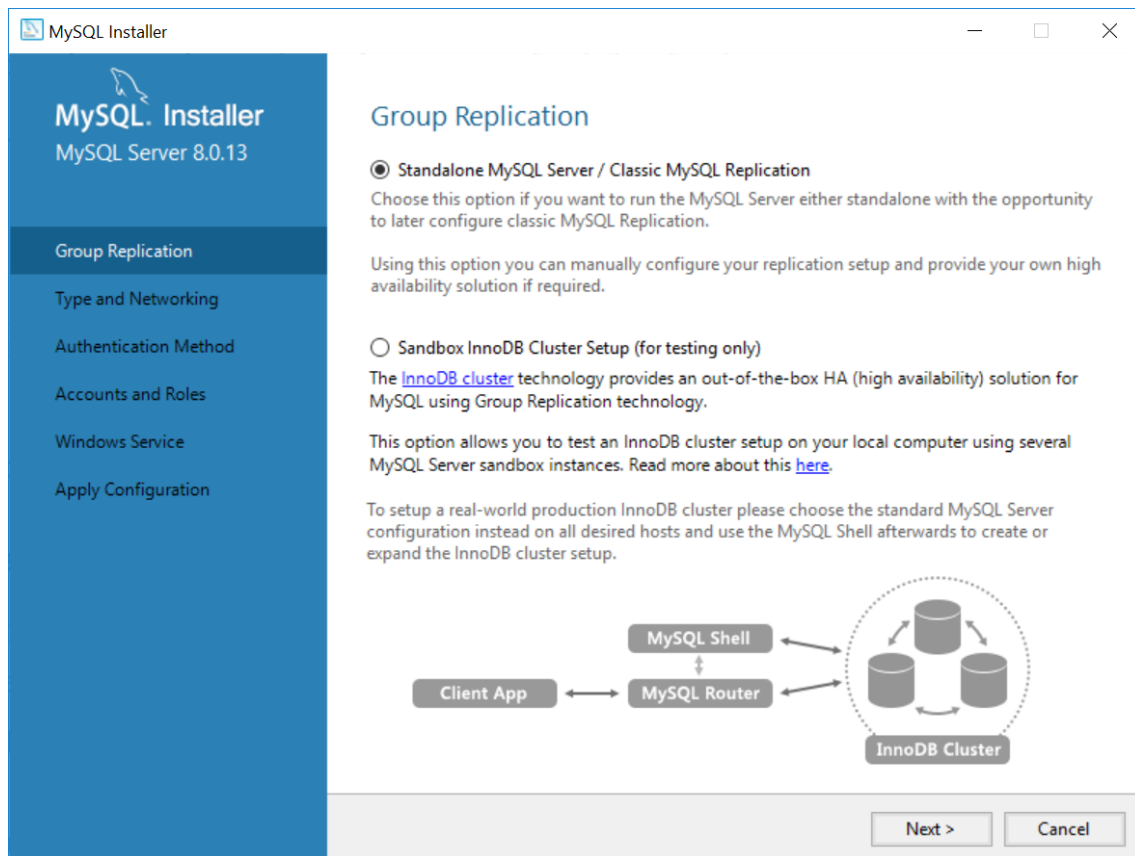 MySQL Installer
MySQL. Installer
MySQL Server 8.0.13
Group Replication
Type and Networking
Authentication Method
Accounts and Roles
Windows Service
Apply Configuration
Group Replication
Standalone MySQL Server / Classic MySQL Replication
Choose this option if you want to run the MySQL Server either standalone with the opportunity
to later configure classic MySQL Replication.
Using this option you can manually configure your replication setup and provide your own high
availability solution if required.
Sandbox InnoDB Cluster Setup (for testing only)
The InnoDB cluster technology provides an out-of-the-box HA (high availability) solution for
MySQL using Group Replication technology.
This option allows you to test an InnoDB cluster setup on your local computer using several
MySQL Server sandbox instances. Read more about this here.
To setup a real-world production InnoDB cluster please choose the standard MySQL Server
configuration instead on all desired hosts and use the MySQL Shell afterwards to create or
expand the InnoDB cluster setup.
MySQL Shell
Client App
MySQL Router
InnoDB Cluster
Next >
Cancel